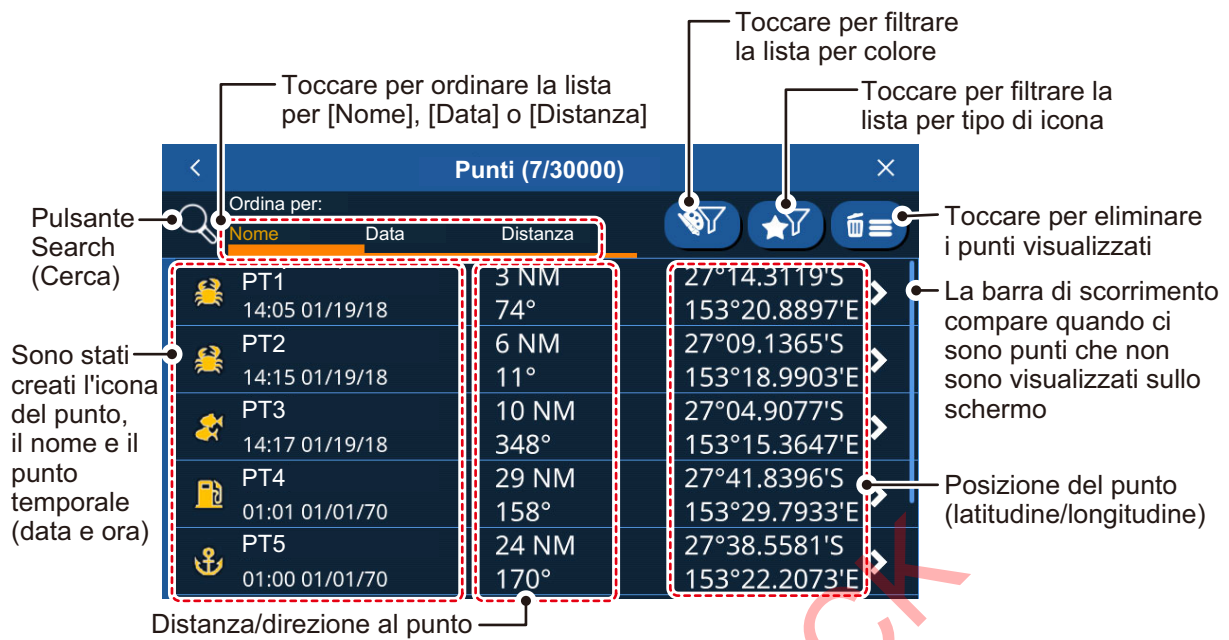 Toccare per filtrare
la lista per colore
Toccare per ordinare la lista
per [Nome], [Data] o [Distanza]
Toccare per filtrare la
lista per tipo di icona
Punti (7/30000)
Pulsante
Search
(Cerca)
Ordina per:
Nome Data Distanza
Toccare per eliminare
i punti visualizzati
PT1 3 NM 27°14.3119'S
14:05 01/19/18 74° 153°20.8897'E
La barra di scorrimento
compare quando ci
sono punti che non
sono visualizzati sullo
schermo
PT2 6 NM 27°09.1365'S
14:15 01/19/18 11° 153°18.9903'E
Sono stati
creati l'icona
del punto,
il nome e il
punto
temporale
(data e ora)
PT3 10 NM 27°04.9077'S
14:17 01/19/18 348° 153°15.3647'E
PT4 29 NM 27°41.8396'S
01:01 01/01/70 158° 153°29.7933'E
Posizione del punto
(latitudine/longitudine)
PT5 24 NM 27°38.5581'S
01:00 01/01/70 170° 153°22.2073'E
Distanza/direzione al punto
CK